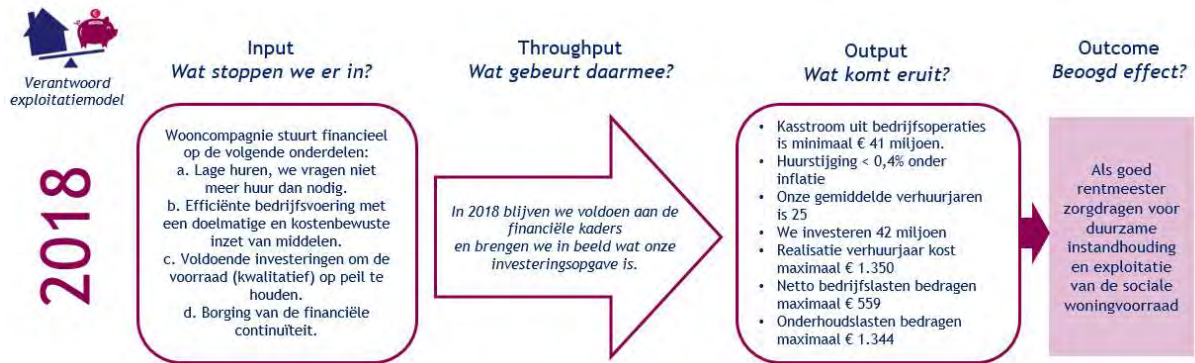 Verantwoord
exploitatiemodel
2018
Input
Wat stoppen we er in?
Wooncompagnie stuurt financieel
op de volgende onderdelen:
a. Lage huren, we vragen niet
meer huur dan nodig.
b. Efficiënte bedrijfsvoering met
een doelmatige en kostenbewuste
inzet van middelen.
c. Voldoende investeringen om de
voorraad (kwalitatief) op peil te
houden.
d. Borging van de financiële
continuïteit.
Throughput
Wat gebeurt daarmee?
In 2018 blijven we voldoen aan de
financiële kaders
en brengen we in beeld wat onze
investeringsopgave is.
Output
Wat komt eruit?
• Kasstroom uit bedrijfsoperaties
is minimaal € 41 miljoen.
• Huurstijging < 0,4% onder
inflatie
• Onze gemiddelde verhuurjaren
is 25
• We investeren 42 miljoen
• Realisatie verhuurjaar kost
maximaal € 1.350
• Netto bedrijfslasten bedragen
maximaal € 559
• Onderhoudslasten bedragen
maximaal € 1.344
Outcome
Beoogd effect?
Als goed
rentmeester
zorgdragen voor
duurzame
instandhouding
en exploitatie
van de sociale
woningvoorraad